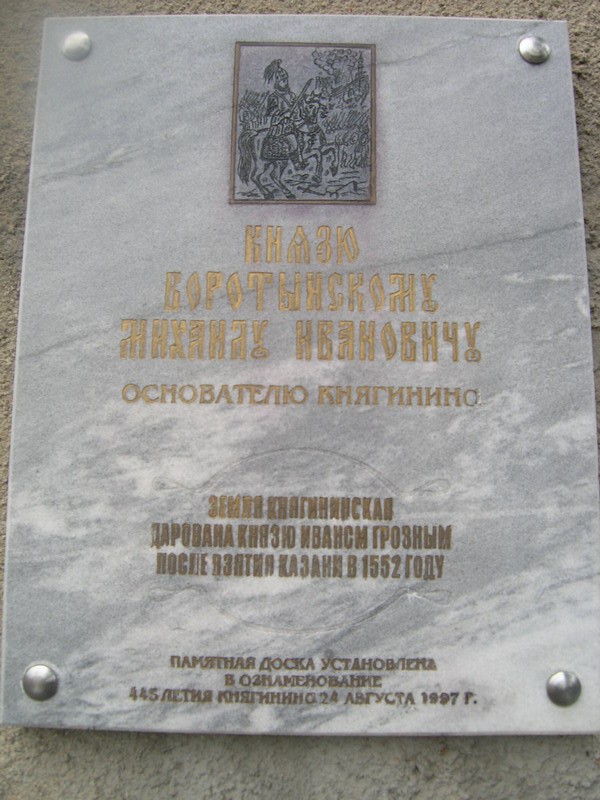 КНЯЗЮ
ВОРОТЫНСКОМУ
МИХАИЛУ ИВАНОВИЧУ
ОСНОВАТЕЛЮ КНЯГИНИНО
ЗЕМЛЯ КНЯГИНИНСКАЯ
ДАРОВАНА КНЯЗЮ ИВАНОМ ГРОЗНЫМ
ПОСЛЕ ВЗЯТИЯ КАЗАНИ В 1552 ГОДУ
ПАМЯТНАЯ ДОСКА УСТАНОВЛЕНА
В ОЗНАМЕНОВАНИЕ
445 ЛЕТИЯ КНЯГИНИНО 24 АВГУСТА 1997 Г.